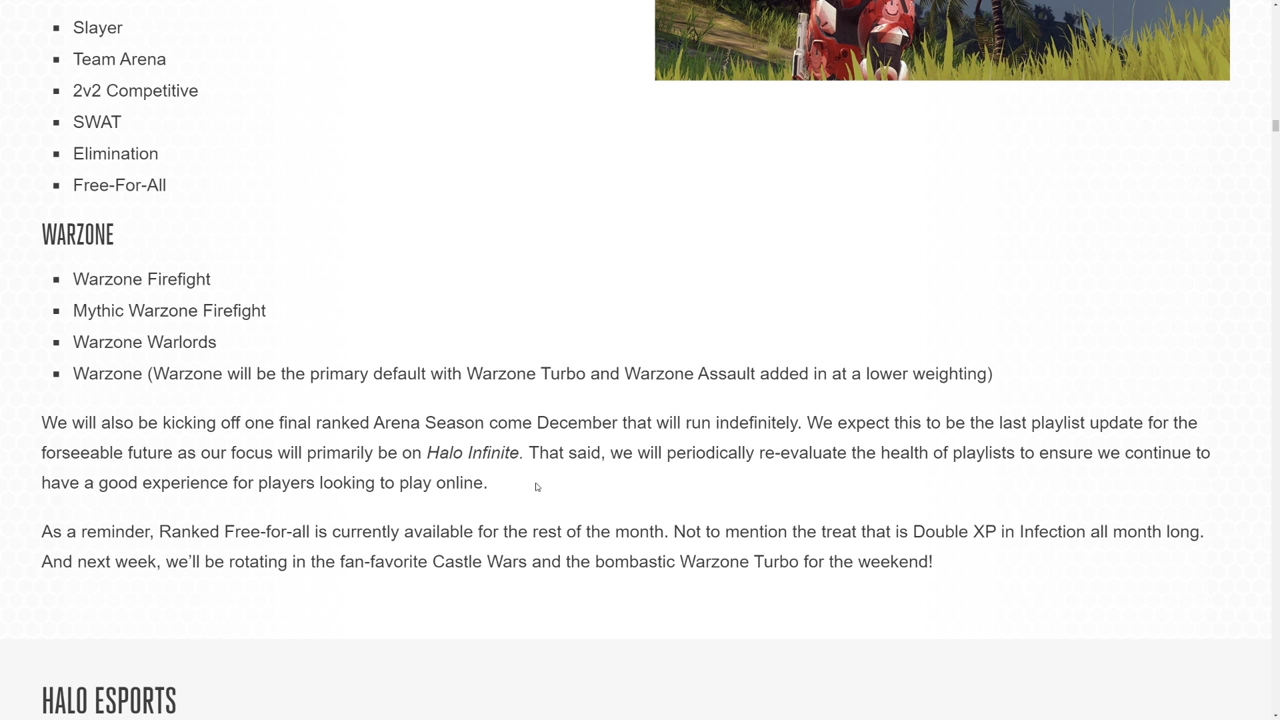 Slayer
Team Arena
2v2 Competitive
SWAT
Elimination
Free-For-All
WARZONE
Warzone Firefight
Mythic Warzone Firefight
Warzone Warlords
Warzone (Warzone will be the primary default with Warzone Turbo and Warzone Assault added in at a lower weighting)
We will also be kicking off one final ranked Arena Season come December that will run indefinitely. We expect this to be the last playlist update for the
forseeable future as our focus will primarily be on Halo Infinite. That said, we will periodically re-evaluate the health of playlists to ensure we continue to
have a good experience for players looking to play online.
As a reminder, Ranked Free-for-all is currently available for the rest of the month. Not to mention the treat that is Double XP in Infection all month long.
And next week, we’ll be rotating in the fan-favorite Castle Wars and the bombastic Warzone Turbo for the weekend!
HALO ESPORTS